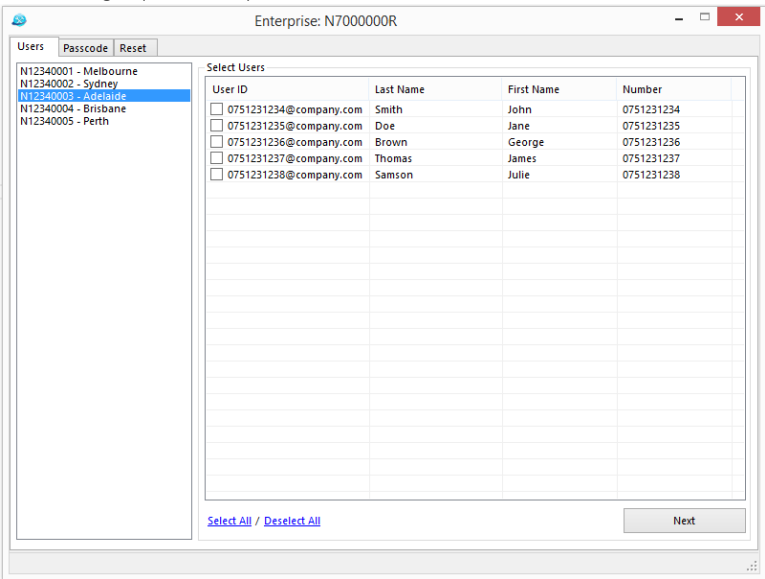 Enterprise: N7000000R
Users Passcode Reset
N12340001 - Melbourne
N12340002 - Sydney
N12340003 - Adelaide
N12340004 - Brisbane
N12340005 - Perth
Select Users
User ID Last Name First Name Number
0751231234@company.com Smith John 0751231234
0751231235@company.com Doe Jane 0751231235
0751231236@company.com Brown George 0751231236
0751231237@company.com Thomas James 0751231237
0751231238@company.com Samson Julie 0751231238
Select All / Deselect All
Next